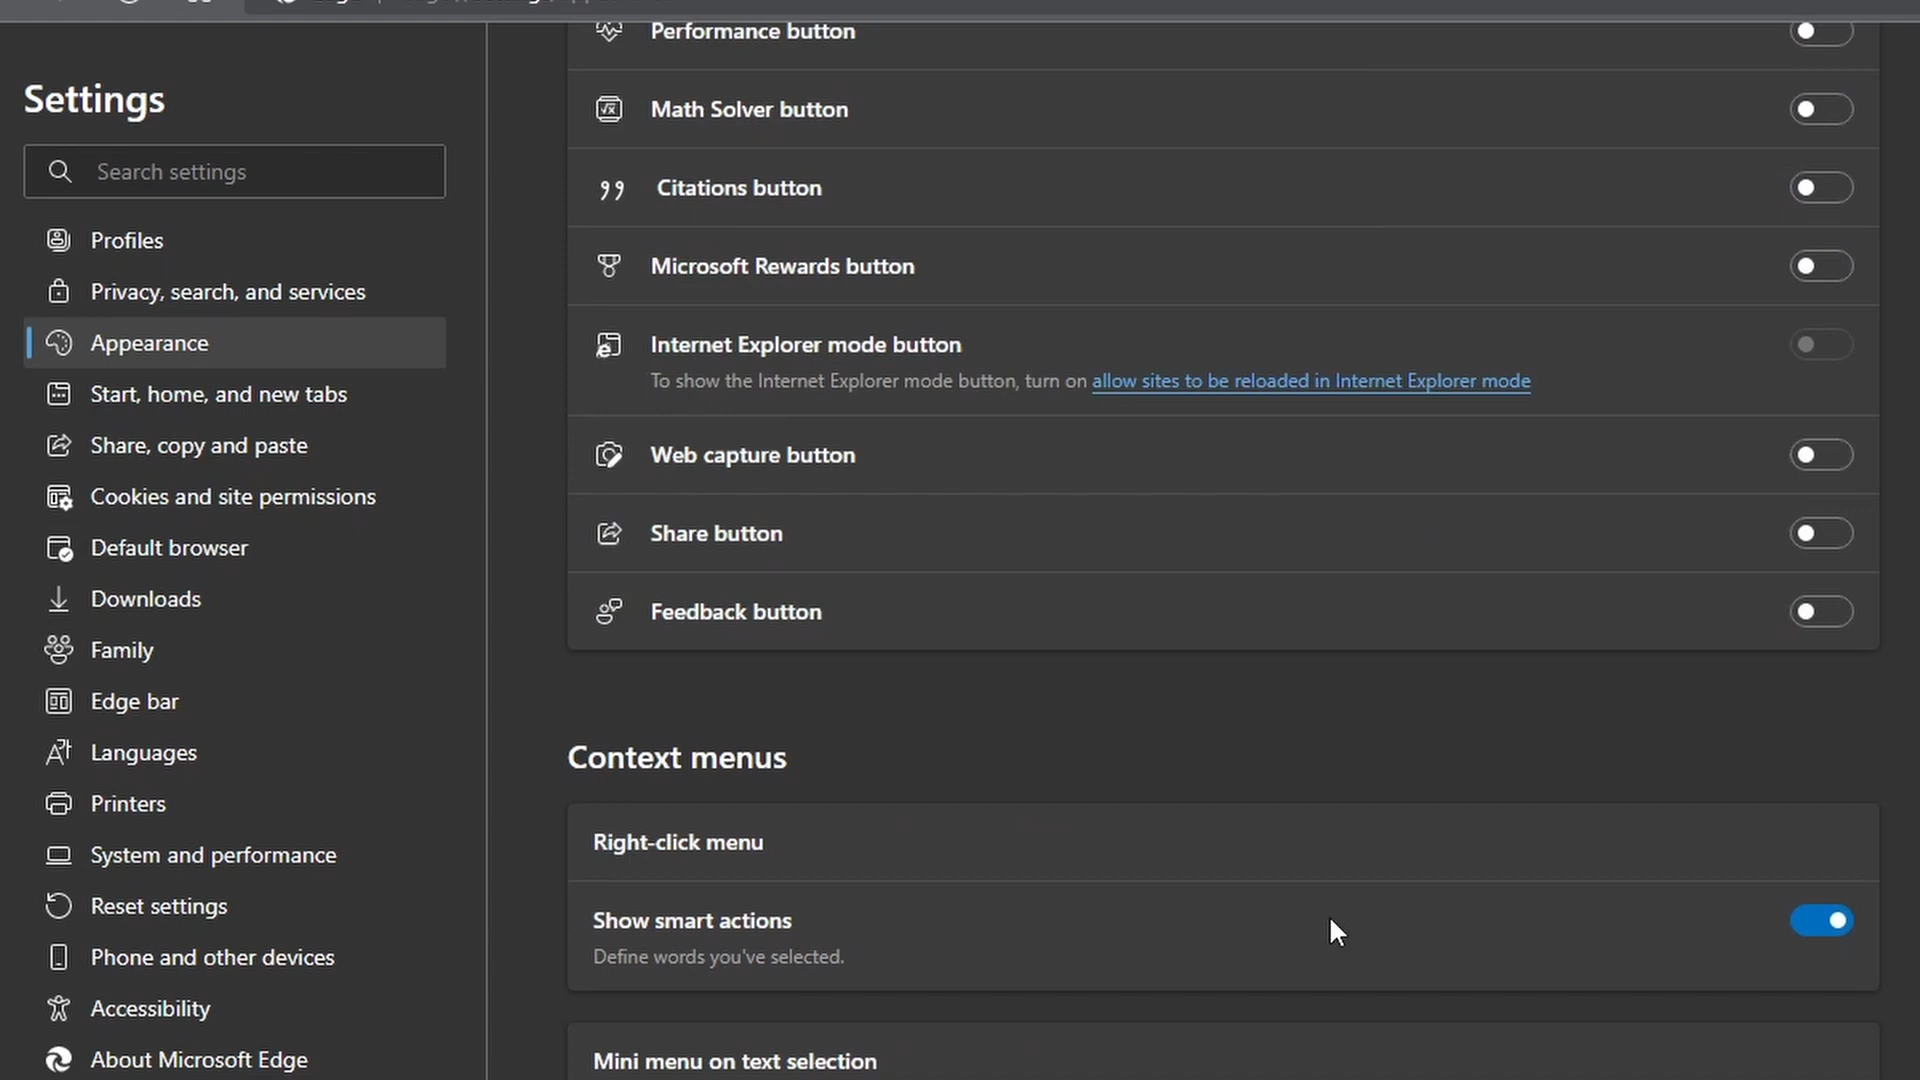 Settings
Search settings
Profiles
Privacy, search, and services
Appearance
Start, home, and new tabs
Share, copy and paste
Cookies and site permissions
Default browser
Downloads
Family
Edge bar
Languages
Printers
System and performance
Reset settings
Phone and other devices
Accessibility
About Microsoft Edge
Performance button
Math Solver button
Citations button
Microsoft Rewards button
Internet Explorer mode button
To show the Internet Explorer mode button, turn on allow sites to be reloaded in Internet Explorer mode
Web capture button
Share button
Feedback button
Context menus
Right-click menu
Show smart actions
Define words you've selected.
Mini menu on text selection